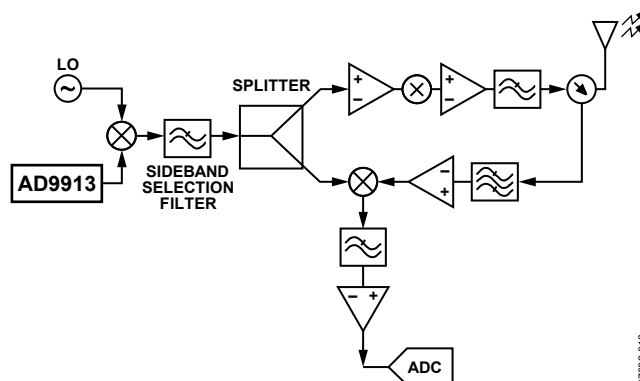 LO
SPLITTER
AD9913
SIDEBAND
SELECTION
FILTER
ADC